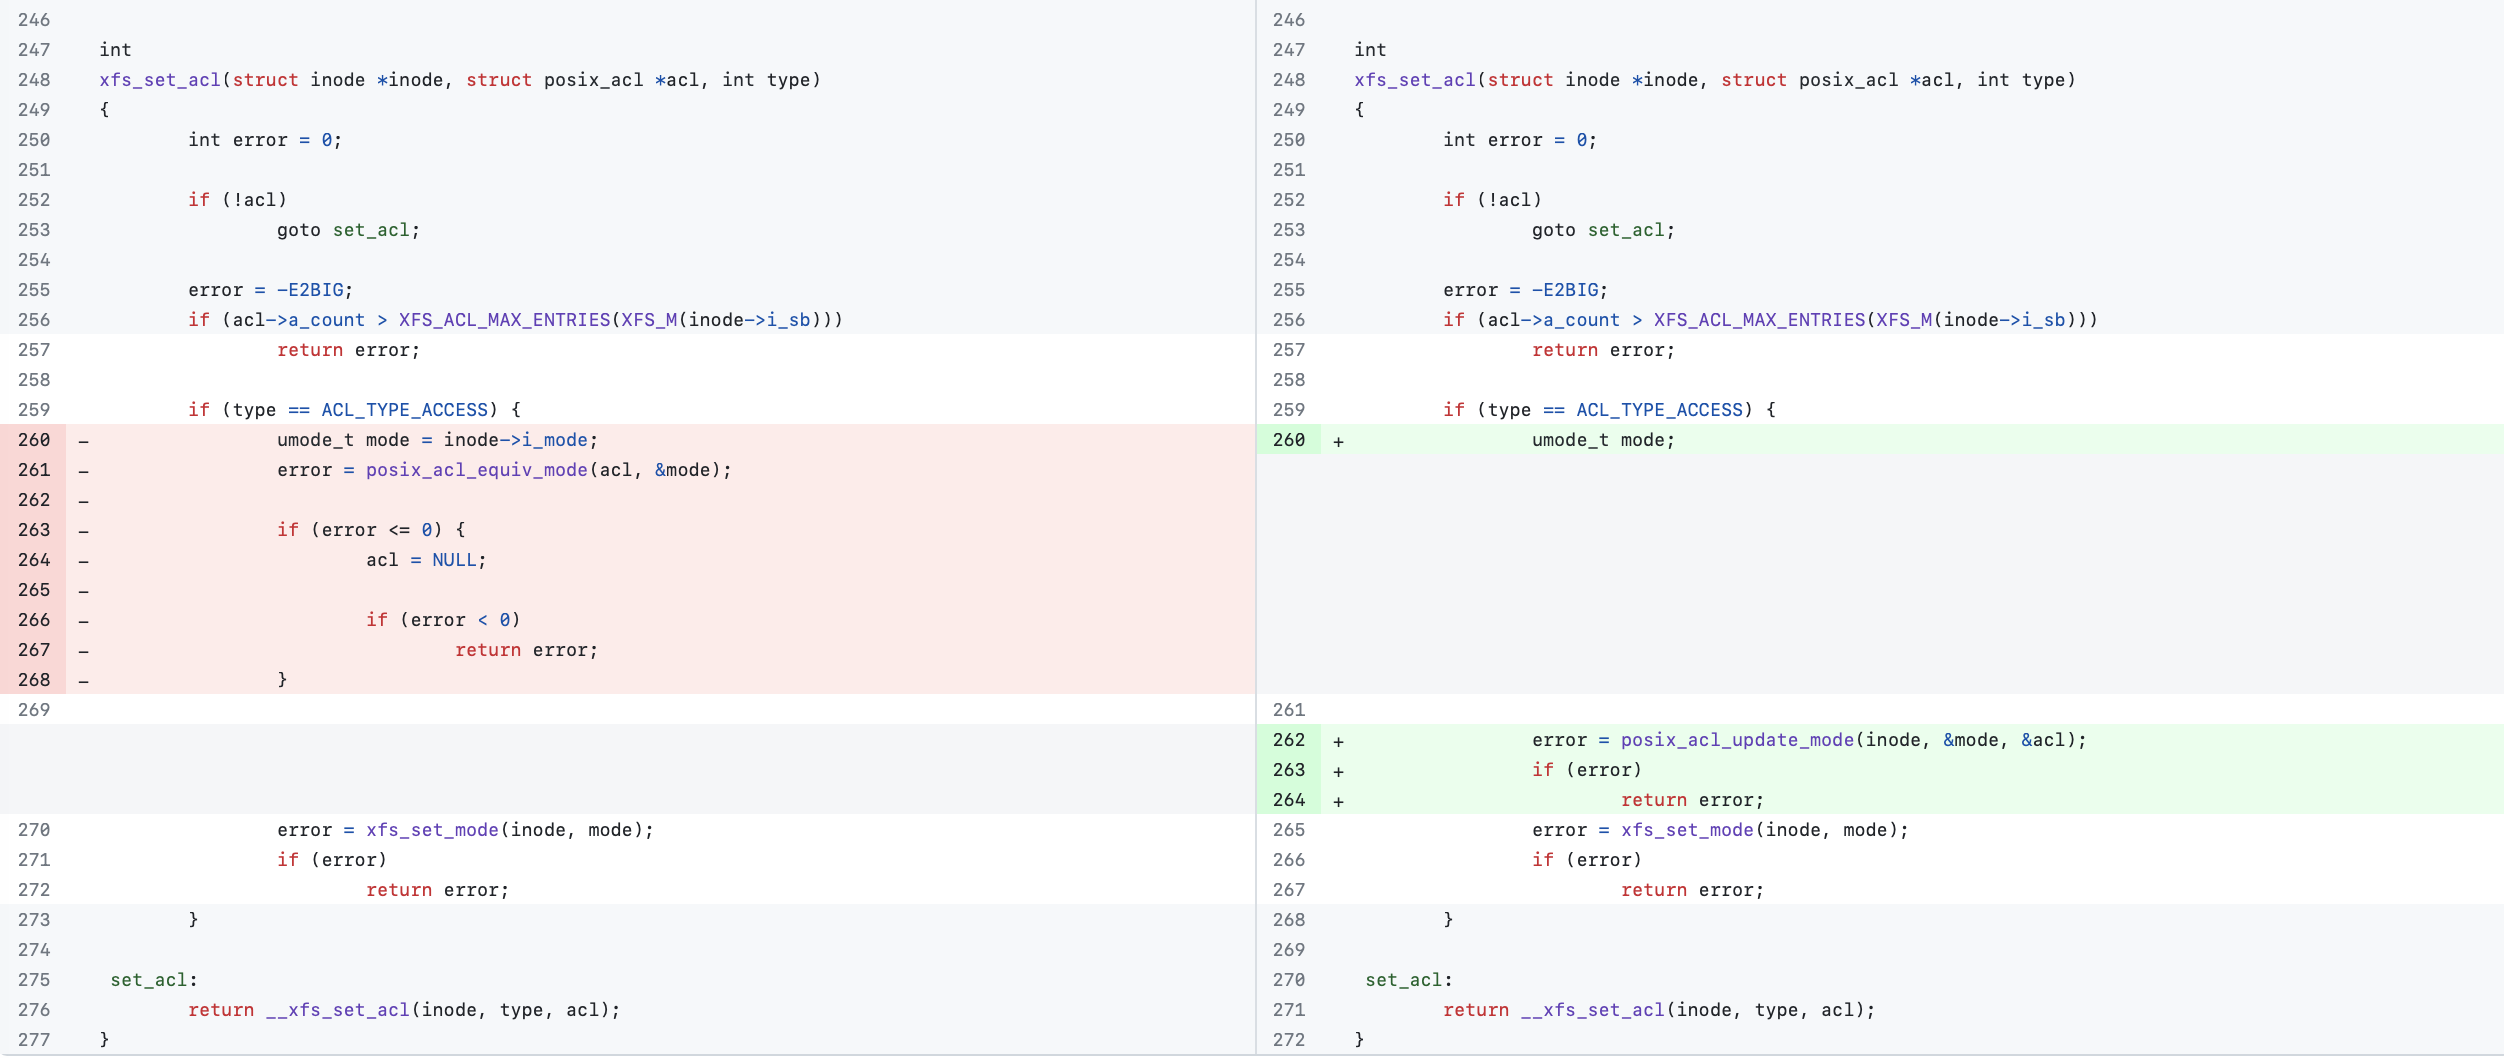 246
247 int
248 xfs_set_acl(struct inode *inode, struct posix_acl *acl, int type)
249 {
250 int error = 0;
251
252 if (!acl)
253 goto set_acl;
254
255 error = -E2BIG;
256 if (acl->a_count > XFS_ACL_MAX_ENTRIES(XFS_M(inode->i_sb)))
257 return error;
258
259 if (type == ACL_TYPE_ACCESS) {
260 - umode_t mode = inode->i_mode;
261 - error = posix_acl_equiv_mode(acl, &mode);
262 -
263 - if (error <= 0) {
264 - acl = NULL;
265 -
266 - if (error < 0)
267 - return error;
268 - }
269
270 error = xfs_set_mode(inode, mode);
271 if (error)
272 return error;
273 }
274
275 set_acl:
276 return __xfs_set_acl(inode, type, acl);
277 }
246
247 int
248 xfs_set_acl(struct inode *inode, struct posix_acl *acl, int type)
249 {
250 int error = 0;
251
252 if (!acl)
253 goto set_acl;
254
255 error = -E2BIG;
256 if (acl->a_count > XFS_ACL_MAX_ENTRIES(XFS_M(inode->i_sb)))
257 return error;
258
259 if (type == ACL_TYPE_ACCESS) {
260 + umode_t mode;
261
262 + error = posix_acl_update_mode(inode, &mode, &acl);
263 + if (error)
264 + return error;
265 error = xfs_set_mode(inode, mode);
266 if (error)
267 return error;
268 }
269
270 set_acl:
271 return __xfs_set_acl(inode, type, acl);
272 }